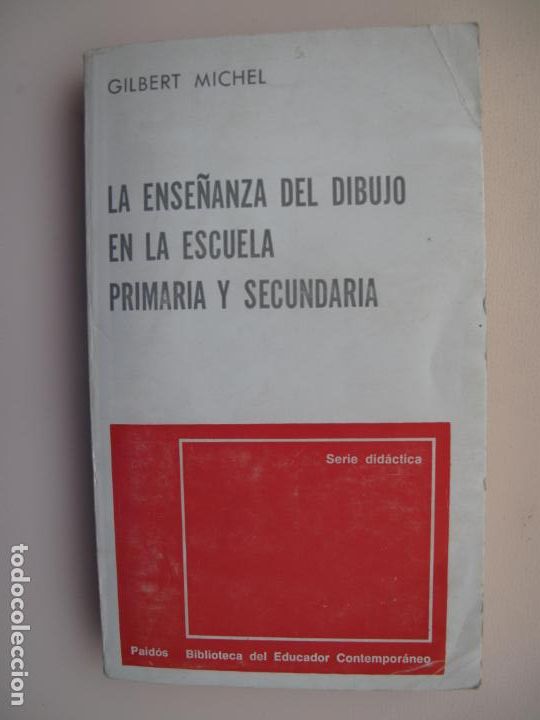 GILBERT MICHEL
LA ENSEÑANZA DEL DIBUJO
EN LA ESCUELA
PRIMARIA Y SECUNDARIA
Serie didáctica
Paidós Biblioteca del Educador Contemporáneo
todocoleccion